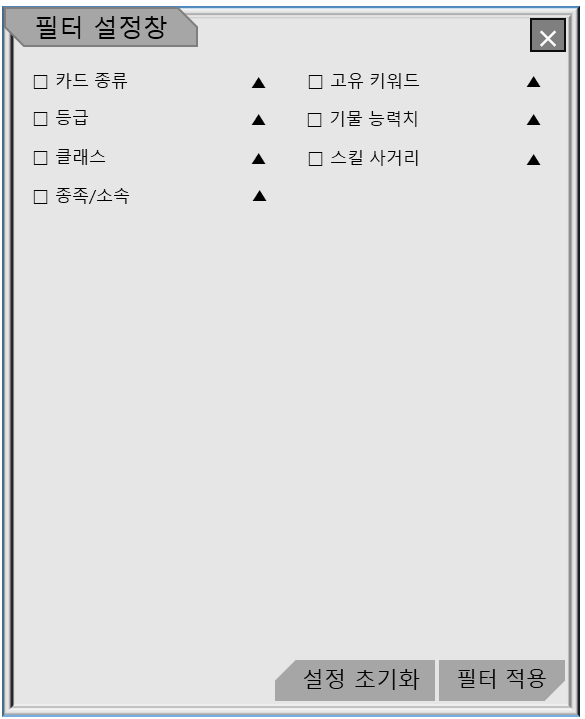 필터 설정창
□ 카드 종류 ▲
□ 등급 ▲
□ 클래스 ▲
□ 종족/소속 ▲
□ 고유 키워드 ▲
□ 기물 능력치 ▲
□ 스킬 사거리 ▲
설정 초기화
필터 적용